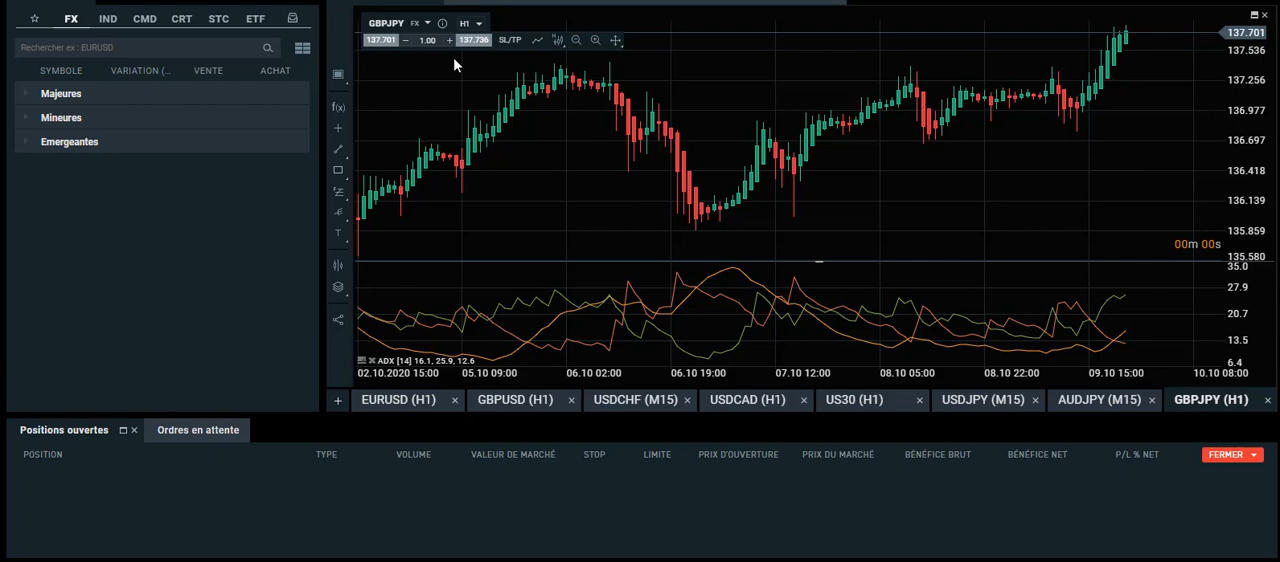 FX IND CMD CRT STC ETF
Rechercher ex : EURUSD
SYMBOLE VARIATION (... VENTE ACHAT
Majeures
Mineures
Emergeantes
GBPJPY FX H1
137.701 – 1.00 + 137.736 SL/TP
f(x)
T
137.701
137.536
137.256
136.977
136.697
136.418
136.139
135.859
135.580
00m 00s
35.0
27.9
20.7
13.5
6.4
ADX [14] 16.1, 25.9, 12.6
02.10.2020 15:00 05.10 09:00 06.10 02:00 06.10 19:00 07.10 12:00 08.10 05:00 08.10 22:00 09.10 15:00 10.10 08:00
+ EURUSD (H1) × GBPUSD (H1) × USDCHF (M15) × USDCAD (H1) × US30 (H1) × USDJPY (M15) × AUDJPY (M15) × GBPJPY (H1) ×
Positions ouvertes × Ordres en attente
POSITION TYPE VOLUME VALEUR DE MARCHÉ STOP LIMITE PRIX D'OUVERTURE PRIX DU MARCHÉ BÉNÉFICE BRUT BÉNÉFICE NET P/L % NET FERMER